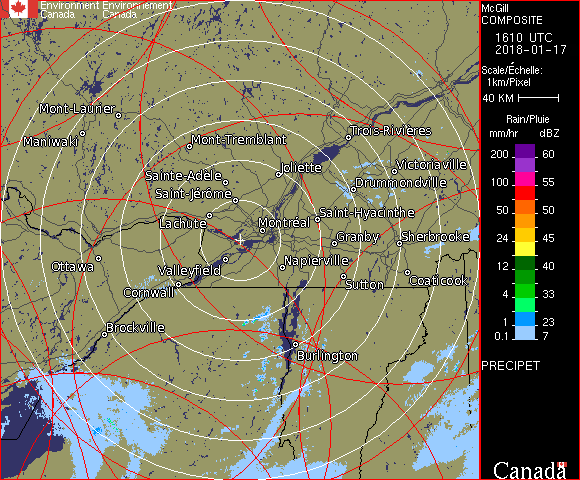 Environment Environnement
Canada Canada
McGill
COMPOSITE
1610 UTC
2018-01-17
Scale/Échelle:
1km/Pixel
40 KM
Rain/Pluie
mm/hr dBZ
200 60
100 55
50 50
24 45
12 40
4 33
1 23
0.1 7
PRECIPET
Canada
Mont-Laurier
Maniwaki
Mont-Tremblant
Trois-Rivières
Joliette
Victoriaville
Sainte-Adèle
Drummondville
Saint-Jérôme
Lachute
Saint-Hyacinthe
Montréal
Granby
Sherbrooke
Ottawa
Valleyfield
Napierville
Cornwall
Sutton
Coaticook
Brockville
Burlington